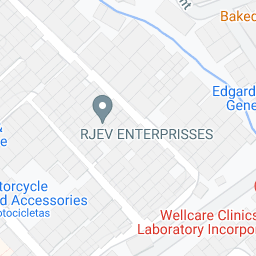 Bake
Edgard
Gene
RJEV ENTERPRISSES
&
e
otorcycle
d Accessories
otocicletas
Wellcare Clinics
Laboratory Incorpor